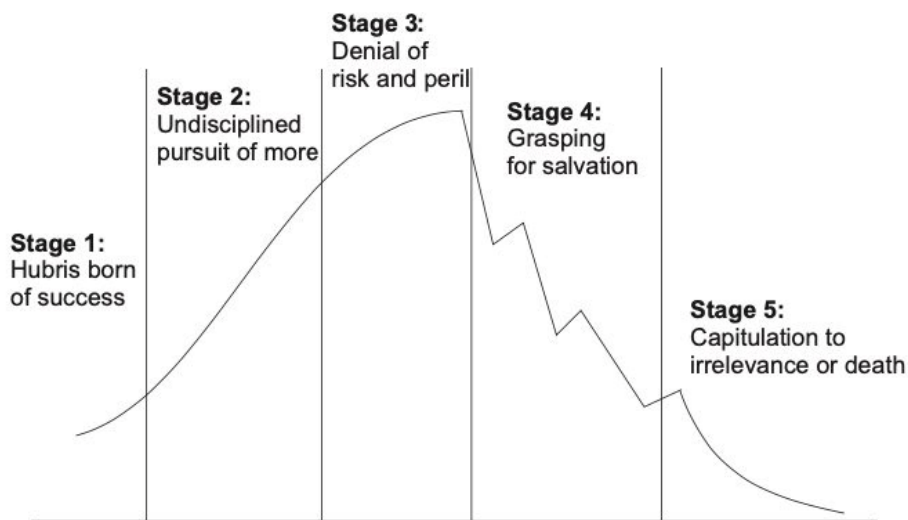 Stage 1:
Hubris born
of success
Stage 2:
Undisciplined
pursuit of more
Stage 3:
Denial of
risk and peril
Stage 4:
Grasping
for salvation
Stage 5:
Capitulation to
irrelevance or death